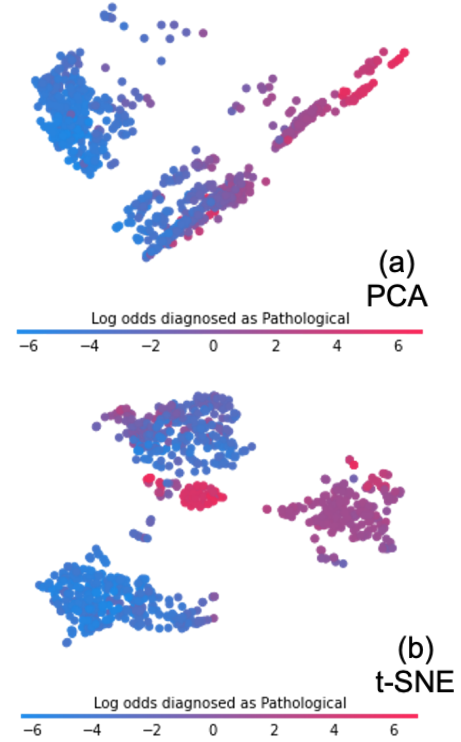 (a)
PCA
Log odds diagnosed as Pathological
−6 −4 −2 0 2 4 6
(b)
t-SNE
Log odds diagnosed as Pathological
−6 −4 −2 0 2 4 6